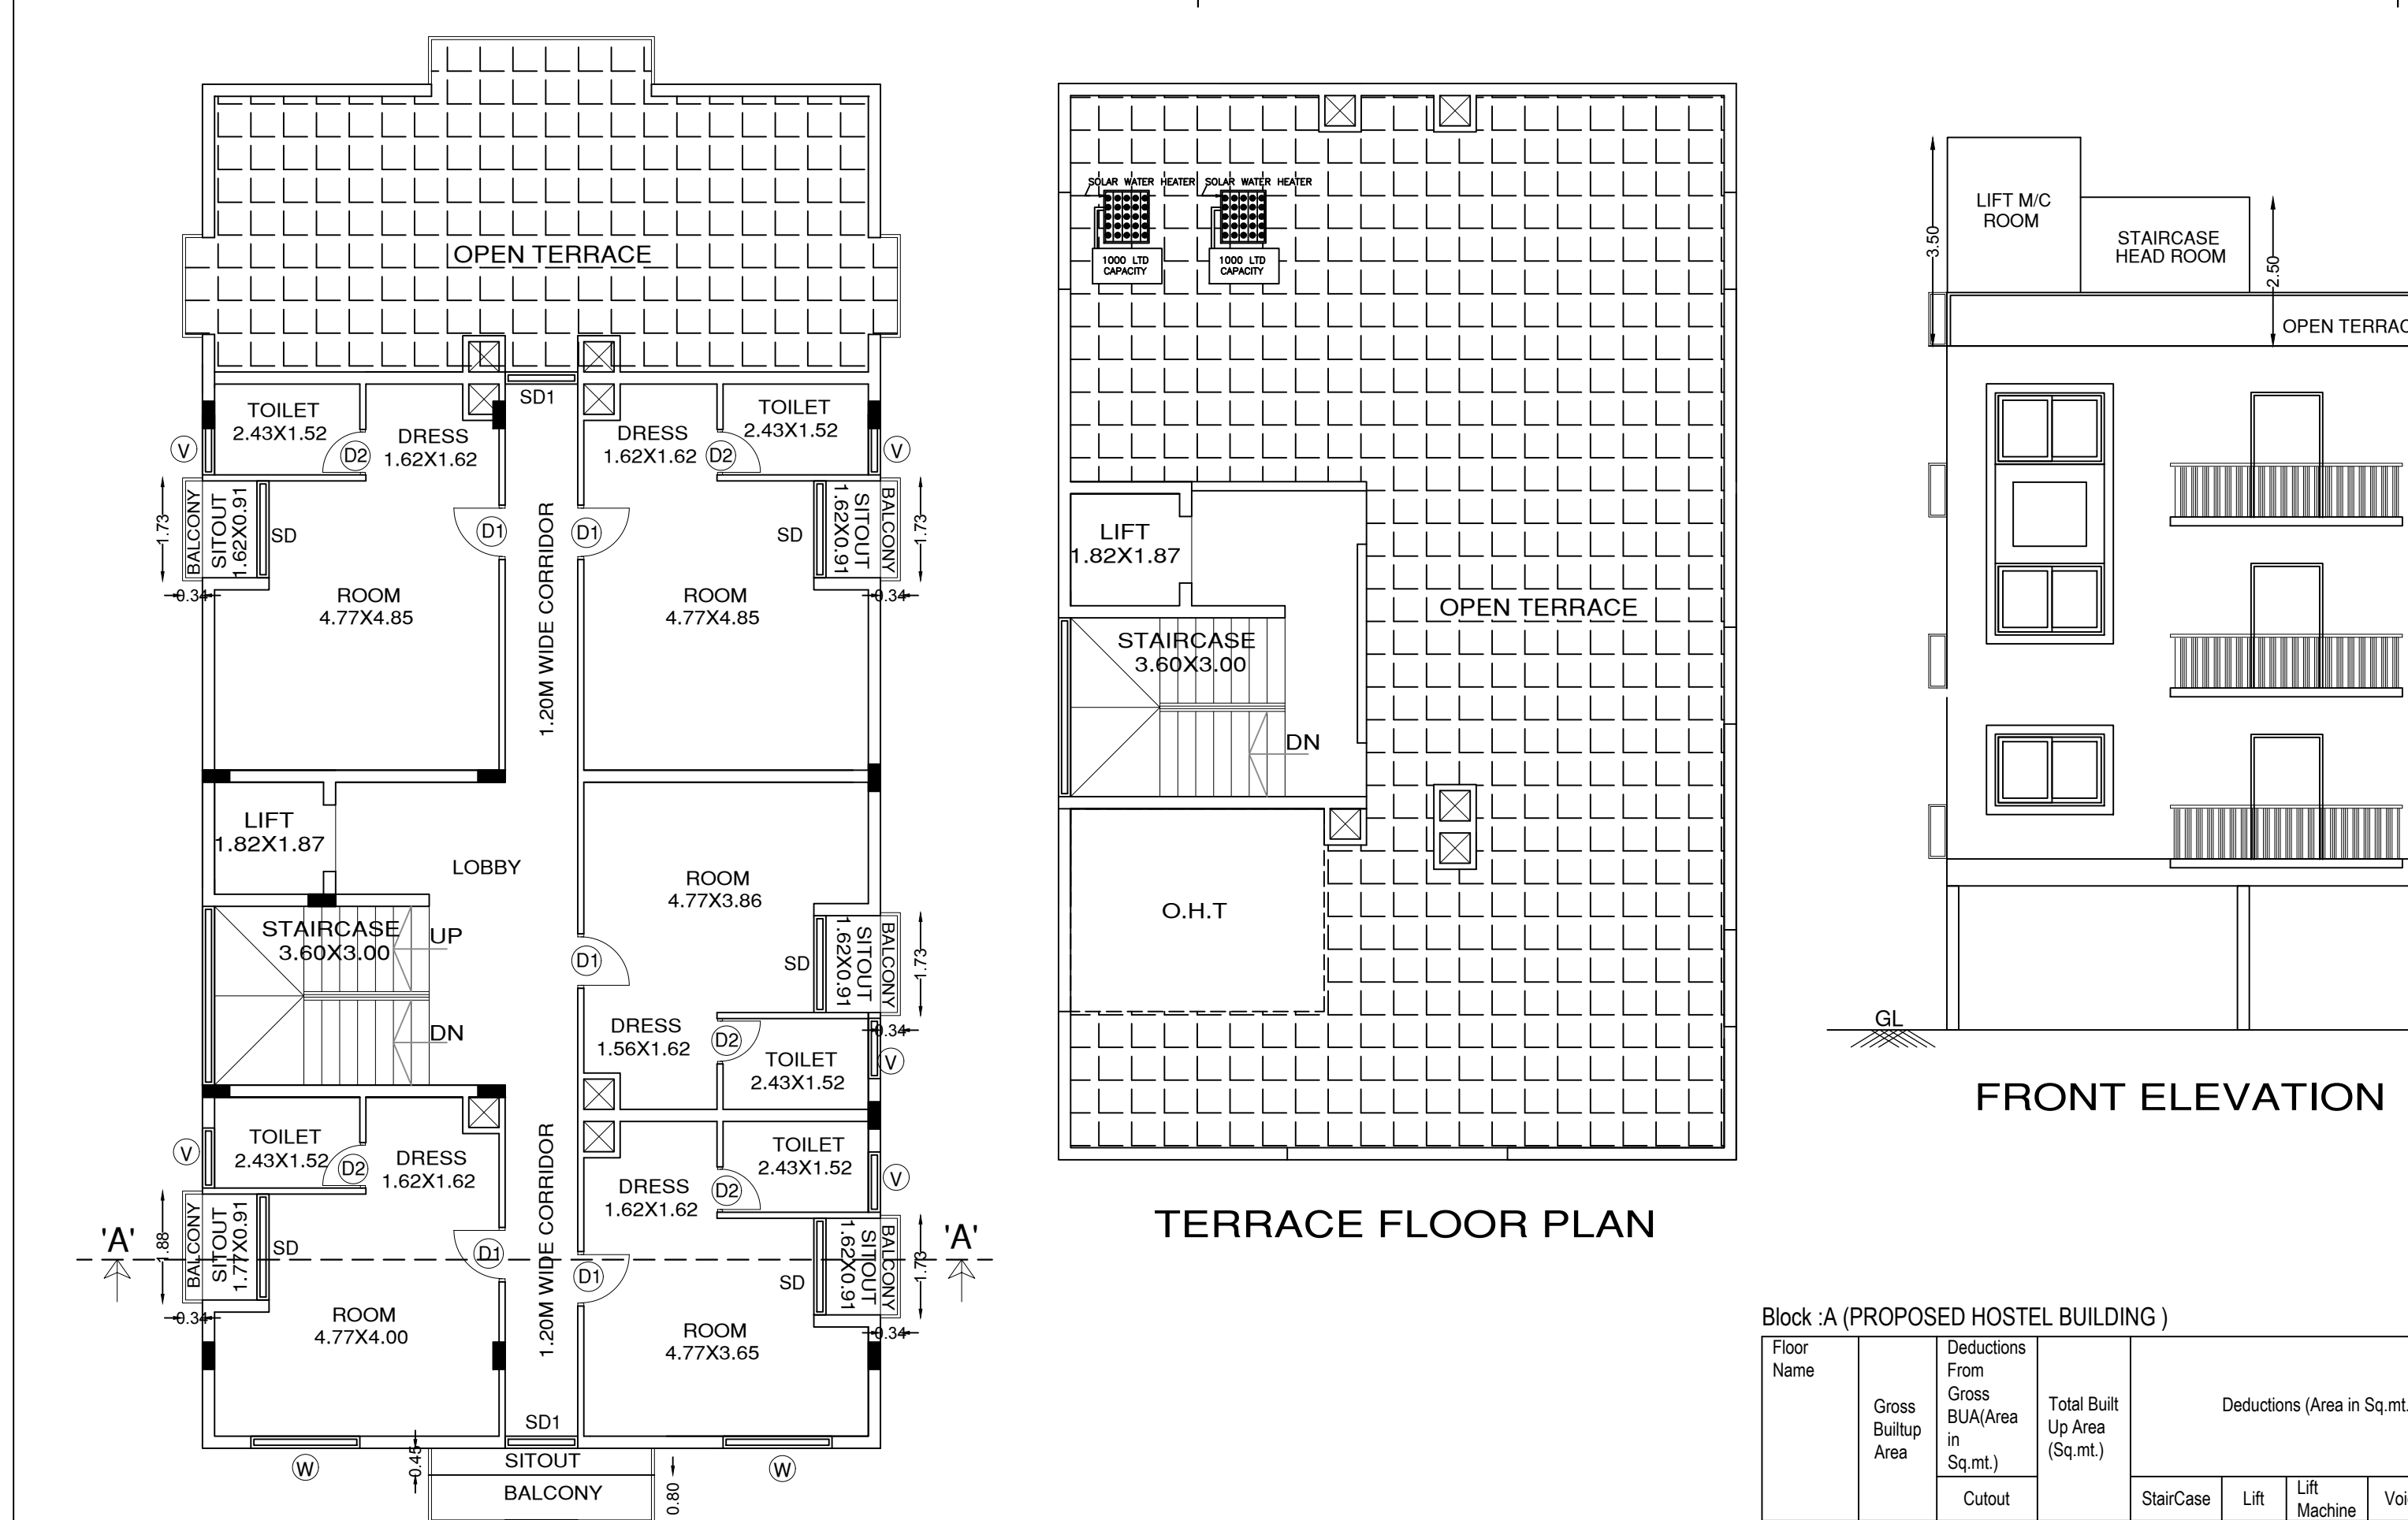 OPEN TERRACE
SD1
TOILET
2.43X1.52
DRESS
1.62X1.62
DRESS
1.62X1.62
TOILET
2.43X1.52
V
D2
D2
V
1.73
BALCONY
SITOUT
1.62X0.91
SD
D1
D1
SD
1.62X0.91
SITOUT
BALCONY
1.73
0.34
0.34
ROOM
4.77X4.85
1.20M WIDE CORRIDOR
ROOM
4.77X4.85
LIFT
1.82X1.87
LOBBY
ROOM
4.77X3.86
STAIRCASE
3.60X3.00
UP
DN
D1
SD
1.62X0.91
SITOUT
BALCONY
1.73
0.34
DRESS
1.56X1.62
D2
TOILET
2.43X1.52
V
TOILET
2.43X1.52
V
D2
DRESS
1.62X1.62
1.20M WIDE CORRIDOR
DRESS
1.62X1.62
D2
TOILET
2.43X1.52
V
'A'
1.88
BALCONY
SITOUT
1.77X0.91
SD
D1
D1
SD
1.62X0.91
SITOUT
BALCONY
1.73
'A'
0.34
0.34
ROOM
4.77X4.00
ROOM
4.77X3.65
SD1
W
0.45
SITOUT
BALCONY
0.80
W
SOLAR WATER HEATER
SOLAR WATER HEATER
1000 LTD
CAPACITY
1000 LTD
CAPACITY
LIFT
1.82X1.87
STAIRCASE
3.60X3.00
DN
OPEN TERRACE
O.H.T
TERRACE FLOOR PLAN
3.50
LIFT M/C
ROOM
STAIRCASE
HEAD ROOM
2.50
OPEN TERRAC
GL
FRONT ELEVATION
Block :A (PROPOSED HOSTEL BUILDING )
Floor
Name
Gross
Builtup
Area
Deductions
From
Gross
BUA(Area
in
Sq.mt.)
Total Built
Up Area
(Sq.mt.)
Deductions (Area in Sq.mt.
Cutout
StairCase
Lift
Lift
Machine
Voi